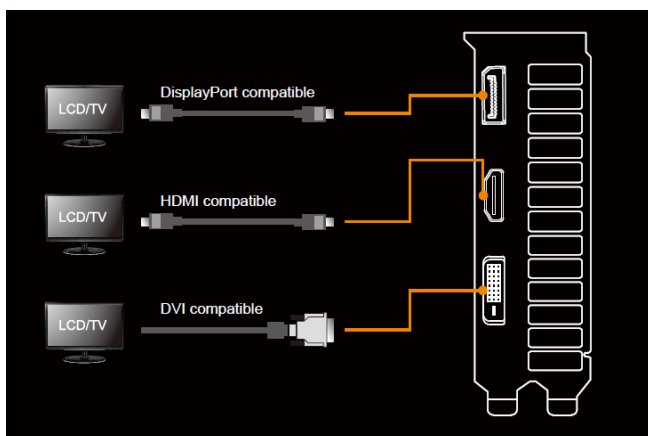 DisplayPort compatible
LCD/TV
HDMI compatible
LCD/TV
DVI compatible
LCD/TV